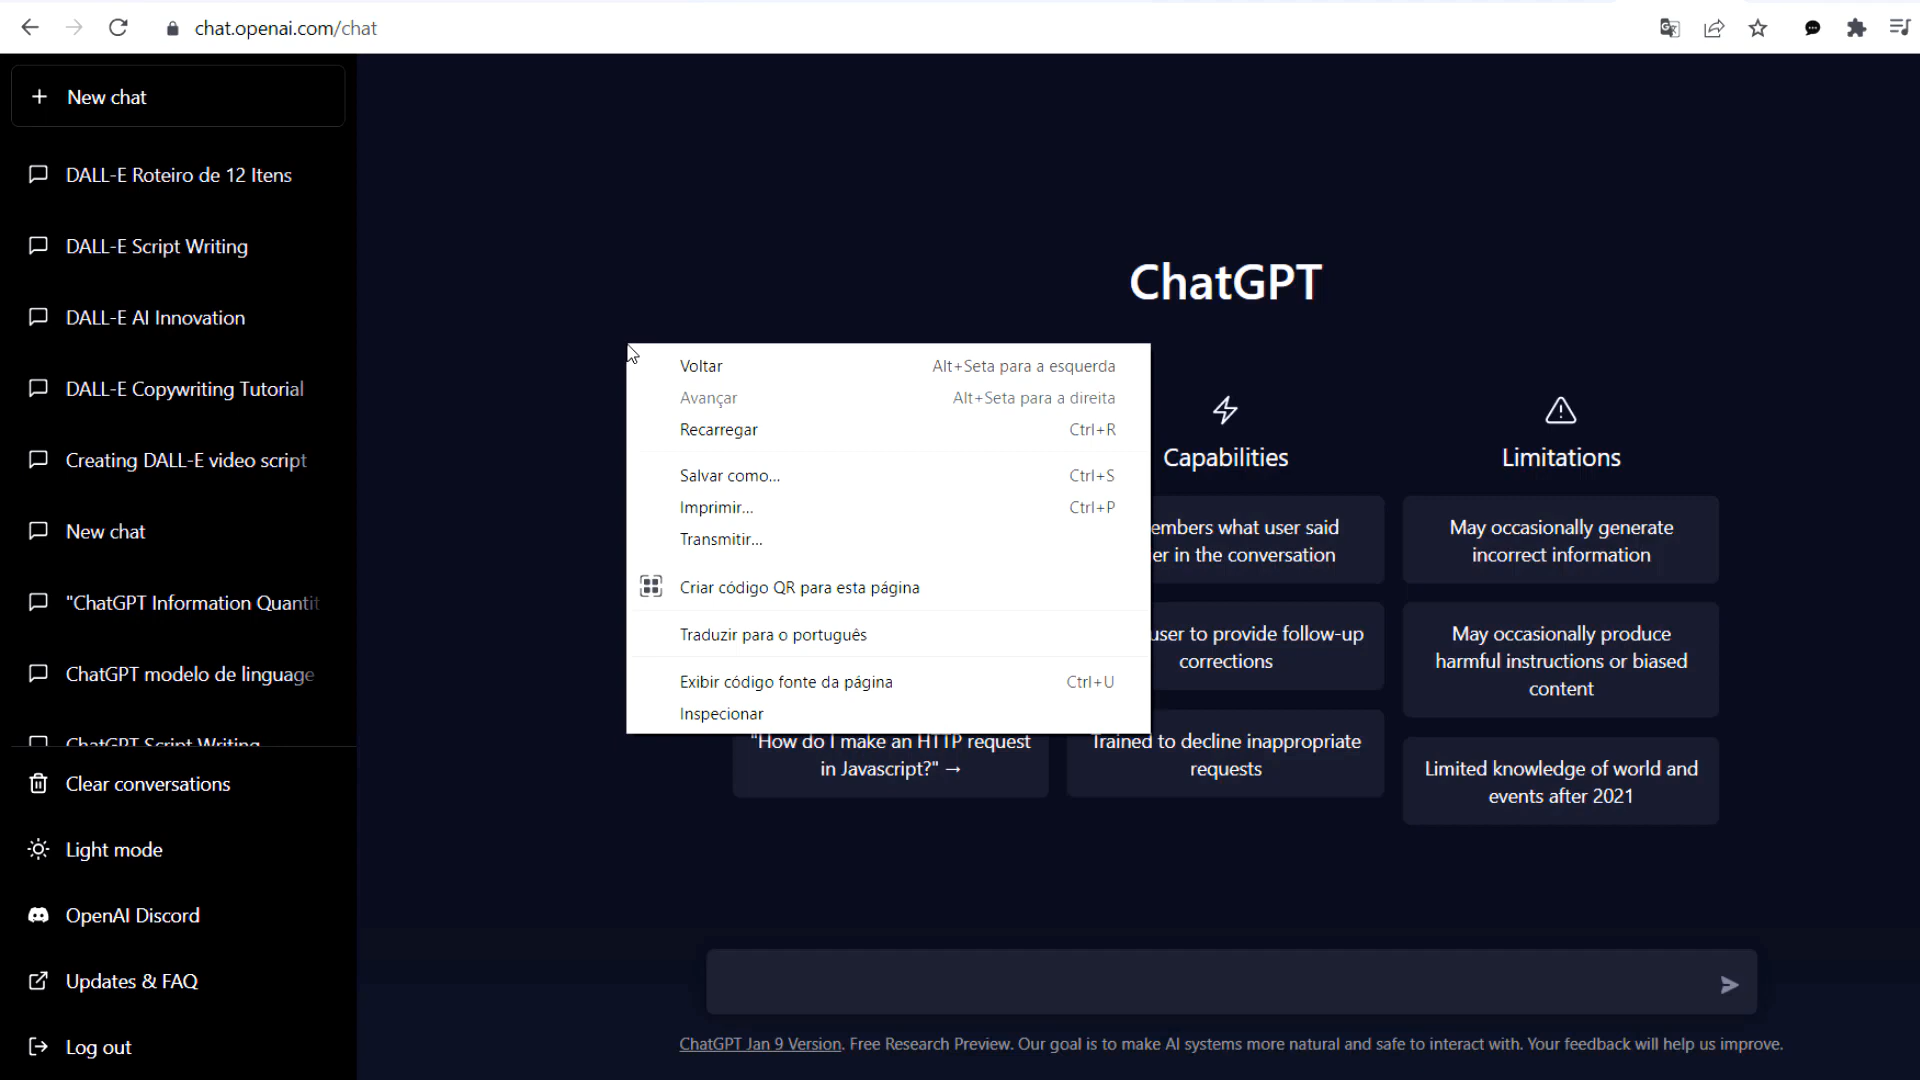 chat.openai.com/chat
New chat
DALL-E Roteiro de 12 Itens
DALL-E Script Writing
DALL-E AI Innovation
DALL-E Copywriting Tutorial
Creating DALL-E video script
New chat
"ChatGPT Information Quantit
ChatGPT modelo de linguage
ChatGPT Script Writing
Clear conversations
Light mode
OpenAI Discord
Updates & FAQ
Log out
ChatGPT
Voltar Alt+Seta para a esquerda
Avançar Alt+Seta para a direita
Recarregar Ctrl+R
Salvar como... Ctrl+S
Imprimir... Ctrl+P
Transmitir...
Criar código QR para esta página
Traduzir para o português
Exibir código fonte da página Ctrl+U
Inspecionar
"How do I make an HTTP request
in Javascript?" →
Capabilities
embers what user said
er in the conversation
user to provide follow-up
corrections
Trained to decline inappropriate
requests
Limitations
May occasionally generate
incorrect information
May occasionally produce
harmful instructions or biased
content
Limited knowledge of world and
events after 2021
ChatGPT Jan 9 Version. Free Research Preview. Our goal is to make AI systems more natural and safe to interact with. Your feedback will help us improve.